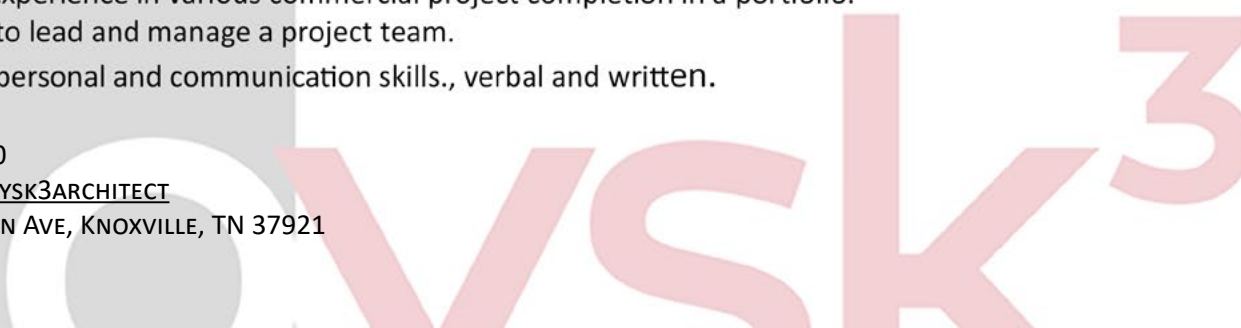 experience in various commercial project completion in a portfolio.
to lead and manage a project team.
personal and communication skills., verbal and written.
0
YSK3ARCHITECT
N AVE, KNOXVILLE, TN 37921
ysk3